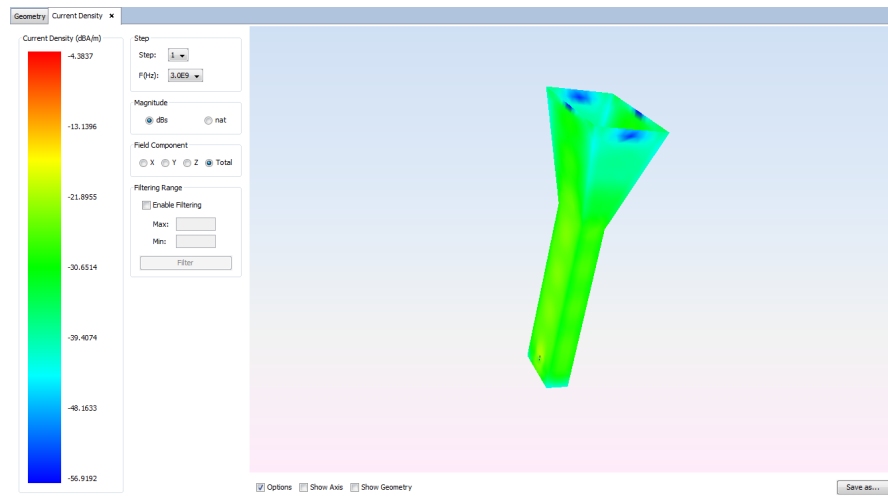 Geometry Current Density ×
Current Density (dBA/m)
-4.3837
-13.1396
-21.8955
-30.6514
-39.4074
-48.1633
-56.9192
Step
Step: 1
F(Hz): 3.0E9
Magnitude
dBs nat
Field Component
X Y Z Total
Filtering Range
Enable Filtering
Max:
Min:
Filter
Options Show Axis Show Geometry Save as...